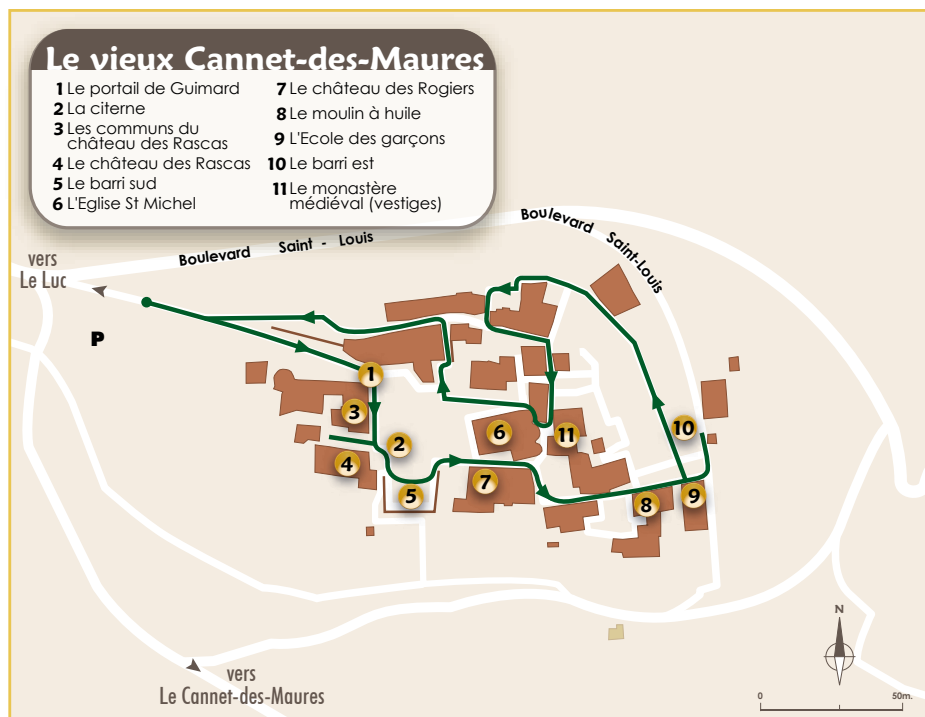 Le vieux Cannet-des-Maures
1 Le portail de Guimard
2 La citerne
3 Les communs du
château des Rascas
4 Le château des Rascas
5 Le barri sud
6 L'Eglise St Michel
7 Le château des Rogiers
8 Le moulin à huile
9 L'Ecole des garçons
10 Le barri est
11 Le monastère
médiéval (vestiges)
Boulevard Saint - Louis
Boulevard Saint-Louis
vers
Le Luc
P
1
3
2
4
5
6
7
11
10
8
9
vers
Le Cannet-des-Maures
N
0 50m.